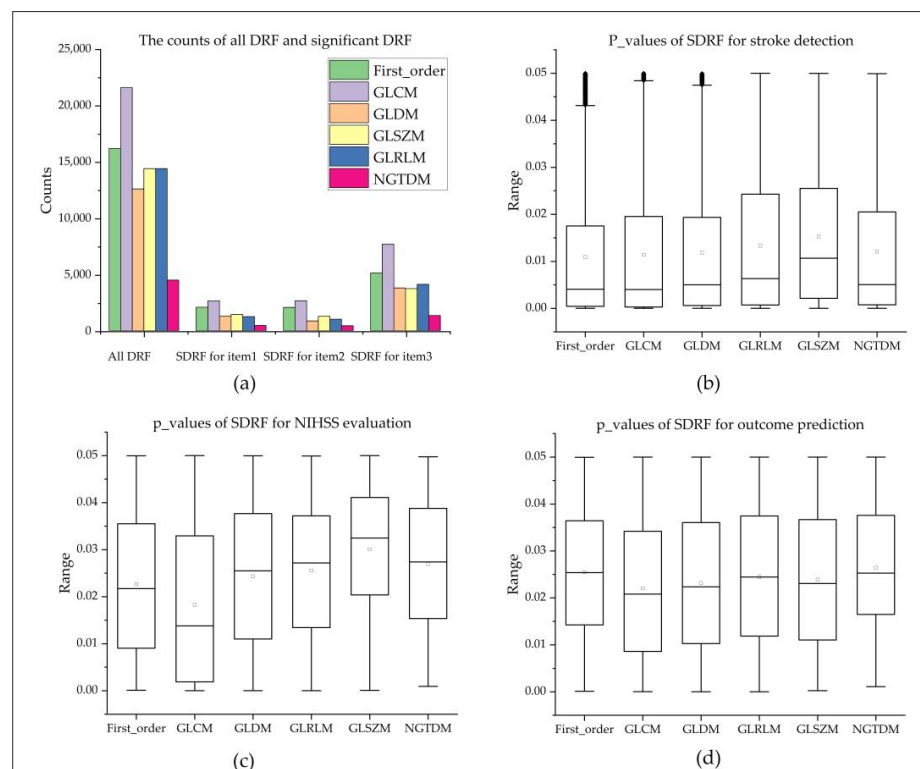 The counts of all DRF and significant DRF
25,000
20,000
15,000
10,000
5,000
0
Counts
First_order
GLCM
GLDM
GLSZM
GLRLM
NGTDM
All DRF SDRF for item1 SDRF for item2 SDRF for item3
(a)
P_values of SDRF for stroke detection
0.05
0.04
0.03
0.02
0.01
0.00
Range
First_order GLCM GLDM GLRLM GLSZM NGTDM
(b)
p_values of SDRF for NIHSS evaluation
0.05
0.04
0.03
0.02
0.01
0.00
Range
First_order GLCM GLDM GLRLM GLSZM NGTDM
(c)
p_values of SDRF for outcome prediction
0.05
0.04
0.03
0.02
0.01
0.00
Range
First_order GLCM GLDM GLRLM GLSZM NGTDM
(d)